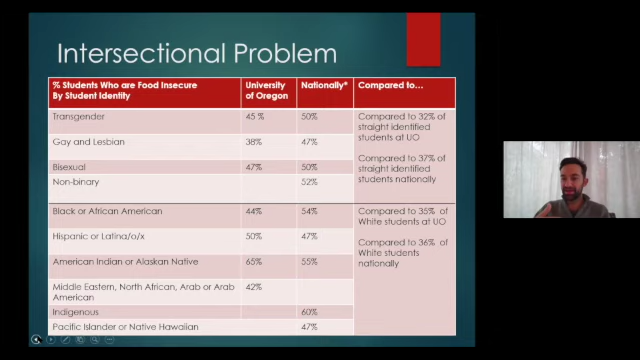 Intersectional Problem
% Students Who are Food Insecure
By Student Identity
University
of Oregon
Nationally*
Compared to…
Transgender
45 %
50%
Compared to 32% of
straight identified
students at UO
Compared to 37% of
straight identified
students nationally
Gay and Lesbian
38%
47%
Bisexual
47%
50%
Non-binary
52%
Black or African American
44%
54%
Compared to 35% of
White students at UO
Compared to 36% of
White students
nationally
Hispanic or Latina/o/x
50%
47%
American Indian or Alaskan Native
65%
55%
Middle Eastern, North African, Arab or Arab
American
42%
Indigenous
60%
Pacific Islander or Native Hawaiian
47%